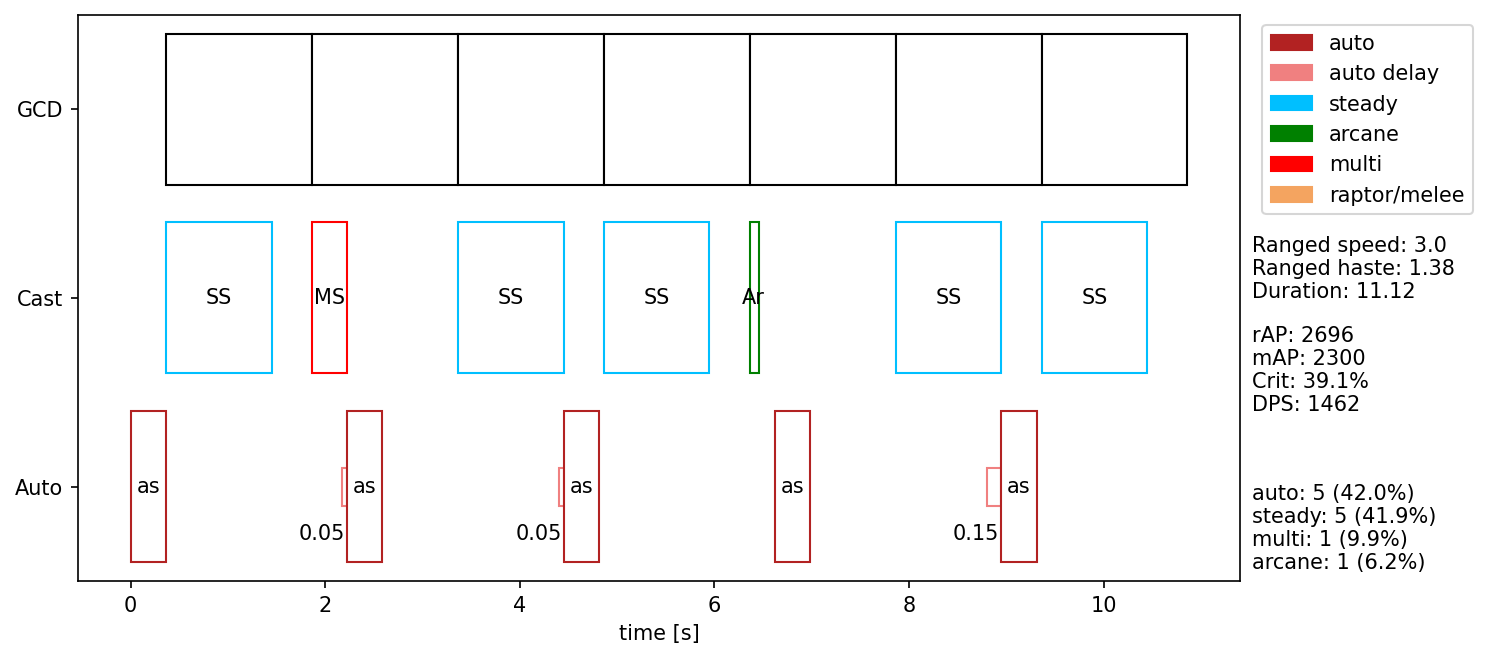 GCD
Cast
Auto
SS
MS
SS
SS
Ar
SS
SS
as
as
as
as
as
0.05
0.05
0.15
0
2
4
6
8
10
time [s]
auto
auto delay
steady
arcane
multi
raptor/melee
Ranged speed: 3.0
Ranged haste: 1.38
Duration: 11.12
rAP: 2696
mAP: 2300
Crit: 39.1%
DPS: 1462
auto: 5 (42.0%)
steady: 5 (41.9%)
multi: 1 (9.9%)
arcane: 1 (6.2%)